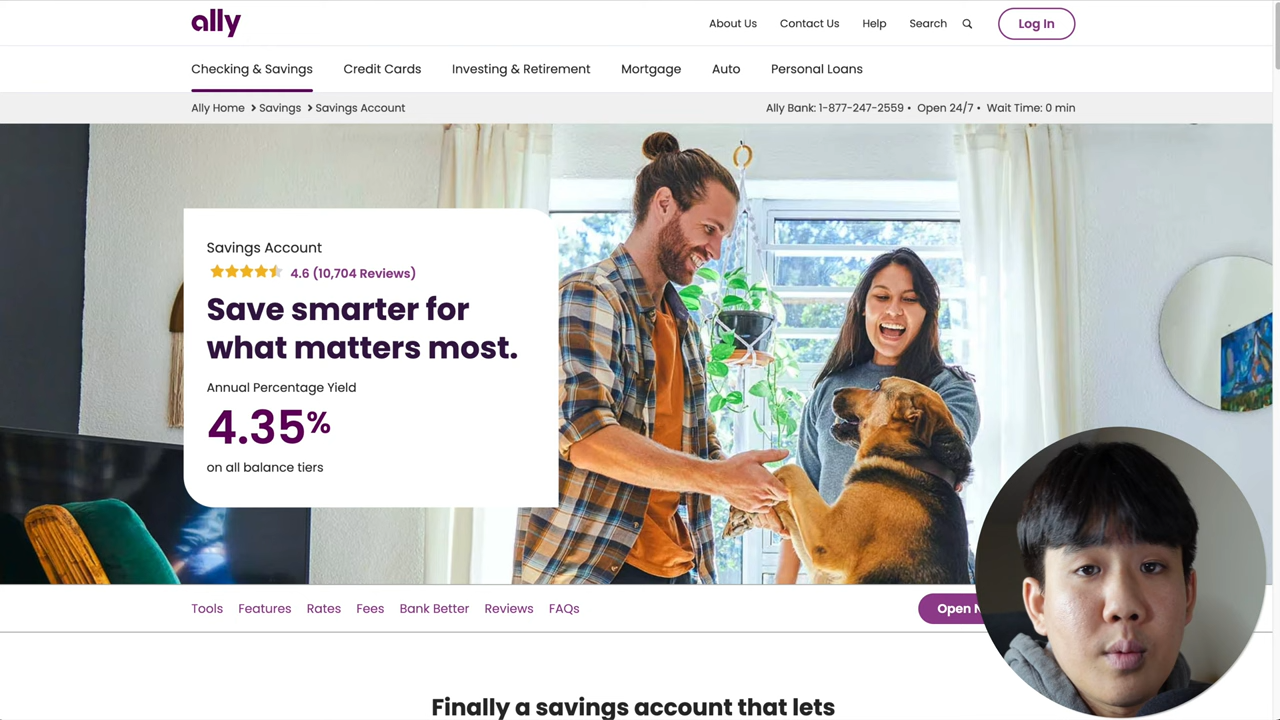 ally
About Us
Contact Us
Help
Search
Log In
Checking & Savings
Credit Cards
Investing & Retirement
Mortgage
Auto
Personal Loans
Ally Home > Savings > Savings Account
Ally Bank: 1-877-247-2559 • Open 24/7 • Wait Time: 0 min
Savings Account
4.6 (10,704 Reviews)
Save smarter for
what matters most.
Annual Percentage Yield
4.35%
on all balance tiers
Tools
Features
Rates
Fees
Bank Better
Reviews
FAQs
Open
Finally a savings account that lets